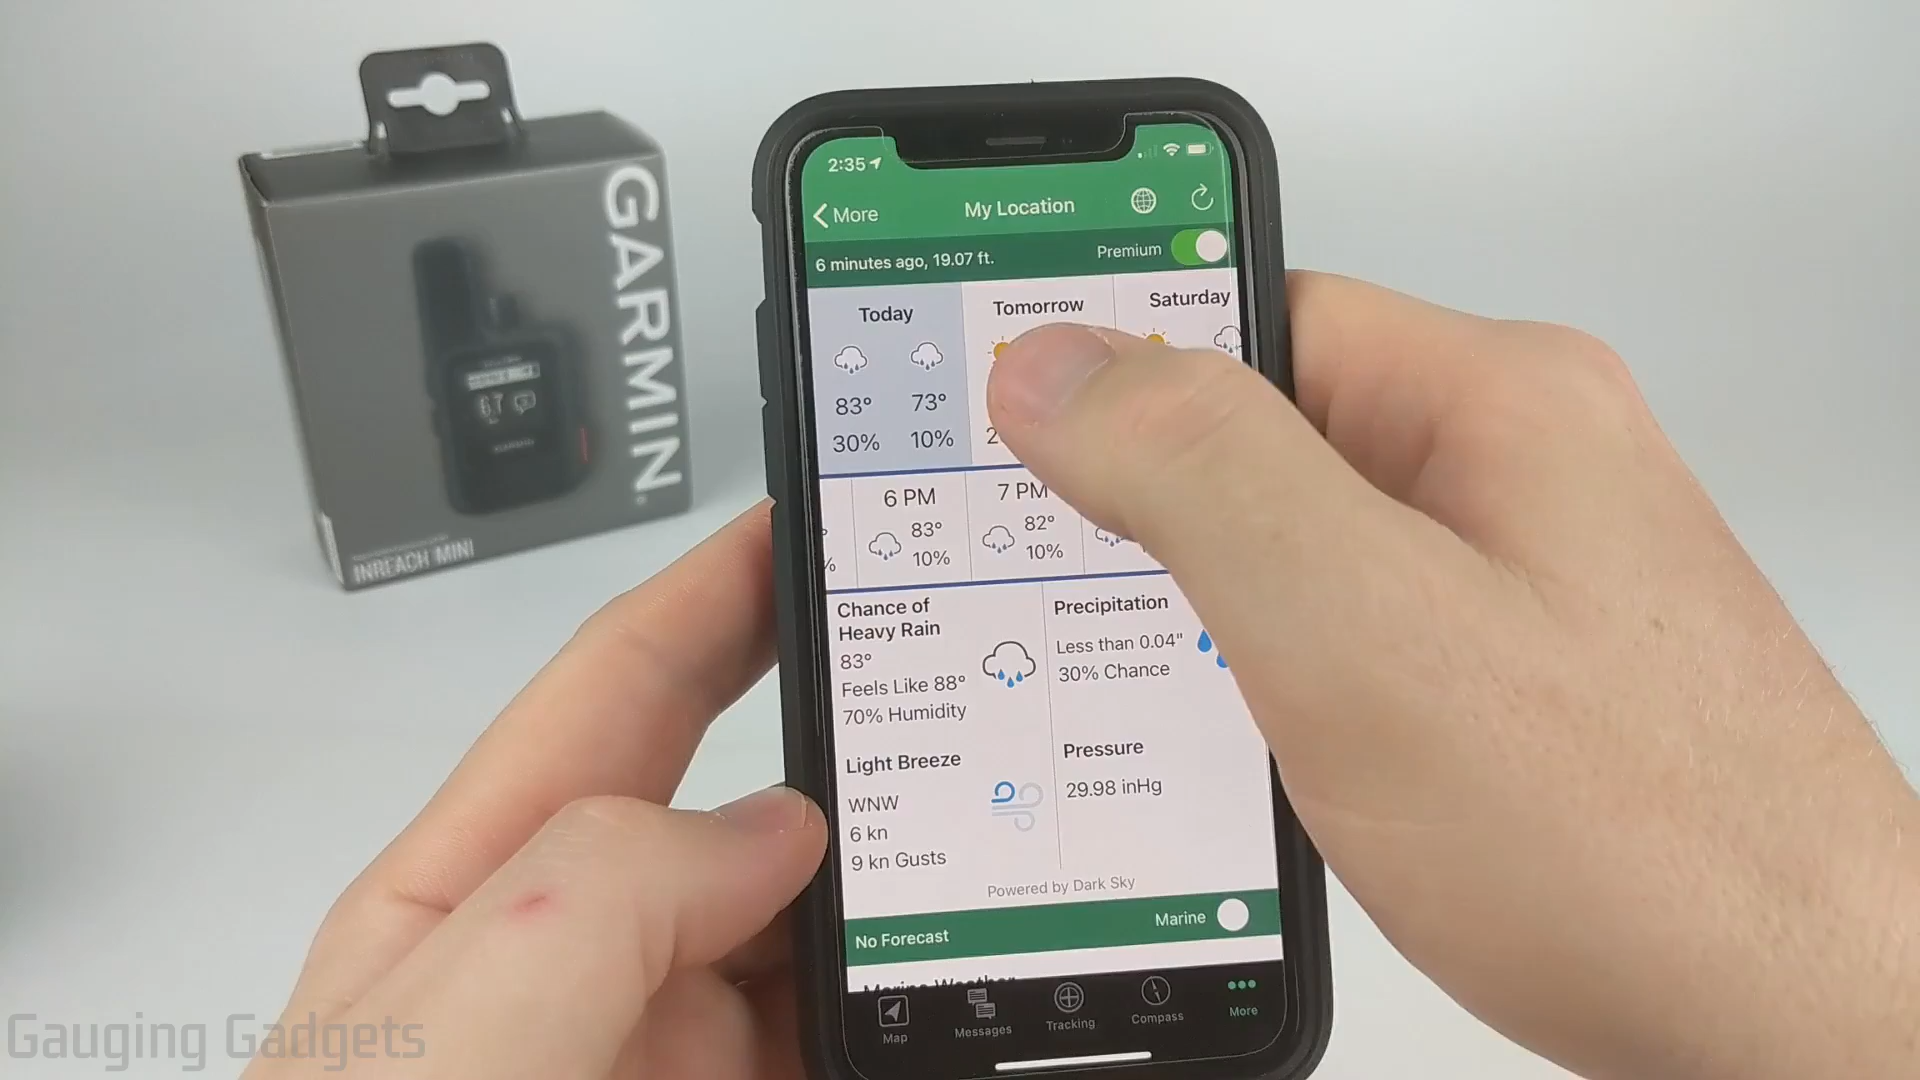 GARMIN
INREACH MINI
67
2:35
More
My Location
6 minutes ago, 19.07 ft.
Premium
Today
Tomorrow
Saturday
83° 73°
30% 10%
6 PM
83°
10%
7 PM
82°
10%
Chance of
Heavy Rain
83°
Feels Like 88°
70% Humidity
Precipitation
Less than 0.04"
30% Chance
Light Breeze
WNW
6 kn
9 kn Gusts
Pressure
29.98 inHg
Powered by Dark Sky
No Forecast
Marine
Marine Weather
Map
Messages
Tracking
Compass
More
Gauging Gadgets